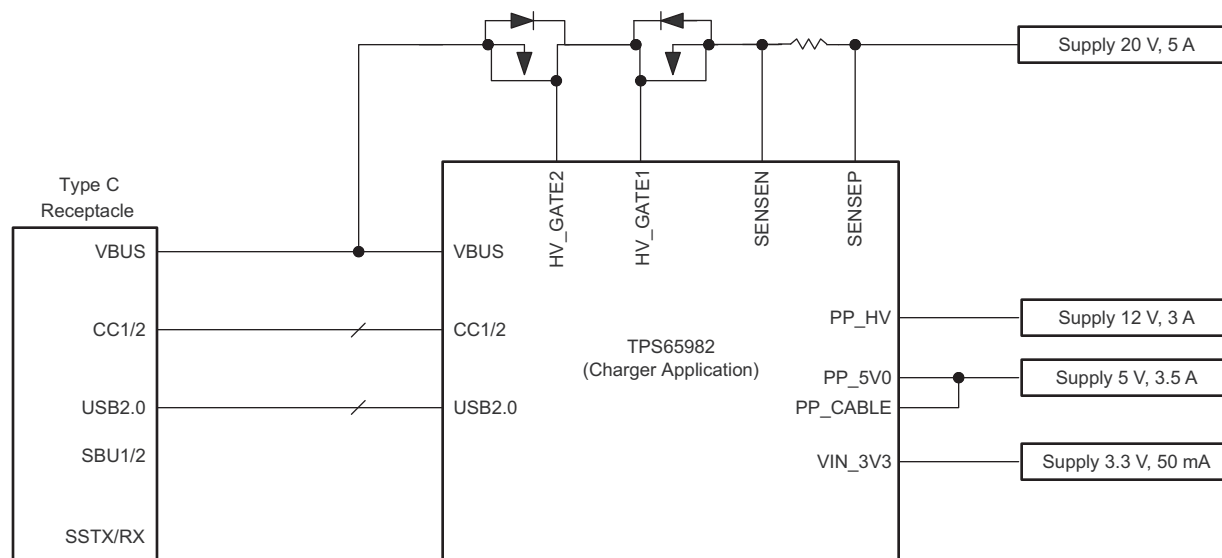 Supply 20 V, 5 A
HV_GATE2
HV_GATE1
SENSEN
SENSEP
Type C
Receptacle
VBUS
VBUS
CC1/2
CC1/2
USB2.0
USB2.0
SBU1/2
SSTX/RX
TPS65982
(Charger Application)
PP_HV
Supply 12 V, 3 A
PP_5V0
Supply 5 V, 3.5 A
PP_CABLE
VIN_3V3
Supply 3.3 V, 50 mA